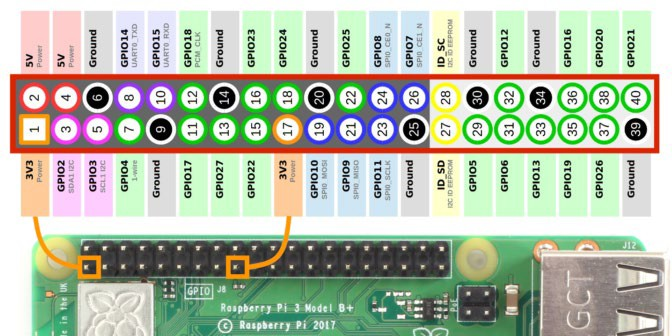 5V
Power
5V
Power
Ground
GPIO14
UART0_TXD
GPIO15
UART0_RXD
GPIO18
PCM_CLK
Ground
GPIO23
GPIO24
Ground
GPIO25
GPIO8
SPI0_CE0_N
GPIO7
SPI0_CE1_N
ID_SC
I2C ID EEPROM
Ground
GPIO12
Ground
GPIO16
GPIO20
GPIO21
2 4 6 8 10 12 14 16 18 20 22 24 26 28 30 32 34 36 38 40
1 3 5 7 9 11 13 15 17 19 21 23 25 27 29 31 33 35 37 39
3V3
Power
GPIO2
SDA1 I2C
GPIO3
SCL1 I2C
GPIO4
1-wire
Ground
GPIO17
GPIO27
GPIO22
3V3
Power
GPIO10
SPI0_MOSI
GPIO9
SPI0_MISO
GPIO11
SPI0_SCLK
Ground
ID_SD
I2C ID EEPROM
GPIO5
GPIO6
GPIO13
GPIO19
GPIO26
Ground
J12
GPIO
J8
PoE
in the UK
Raspberry Pi 3 Model B+
© Raspberry Pi 2017
GCT